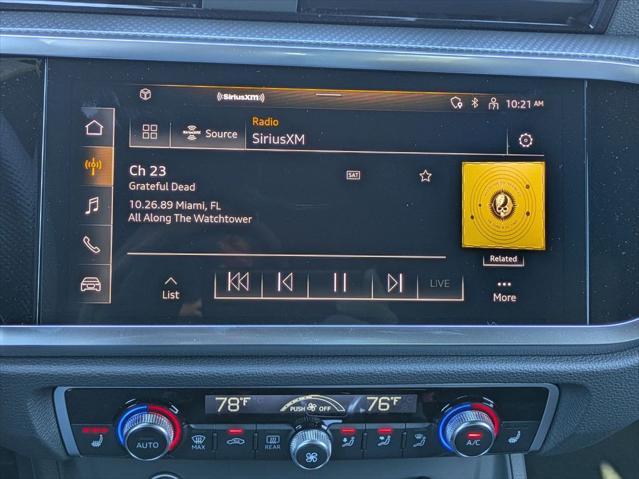 ((SiriusXM))
10:21 AM
Radio
Source
SiriusXM
Ch 23
SAT
Grateful Dead
10.26.89 Miami, FL
All Along The Watchtower
Related
List
LIVE
More
78°F
PUSH OFF
76°F
AUTO
MAX
REAR
A/C